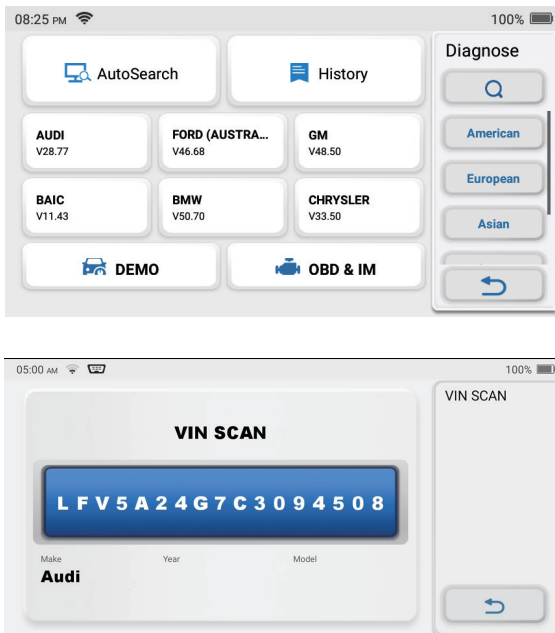 08:25 PM 100%
Diagnose
AutoSearch History
AUDI FORD (AUSTRA... GM
V28.77 V46.68 V48.50
American
European
BAIC BMW CHRYSLER
V11.43 V50.70 V33.50
Asian
DEMO OBD & IM
05:00 AM 100%
VIN SCAN
VIN SCAN
LFV5A24G7C3094508
Make Year Model
Audi